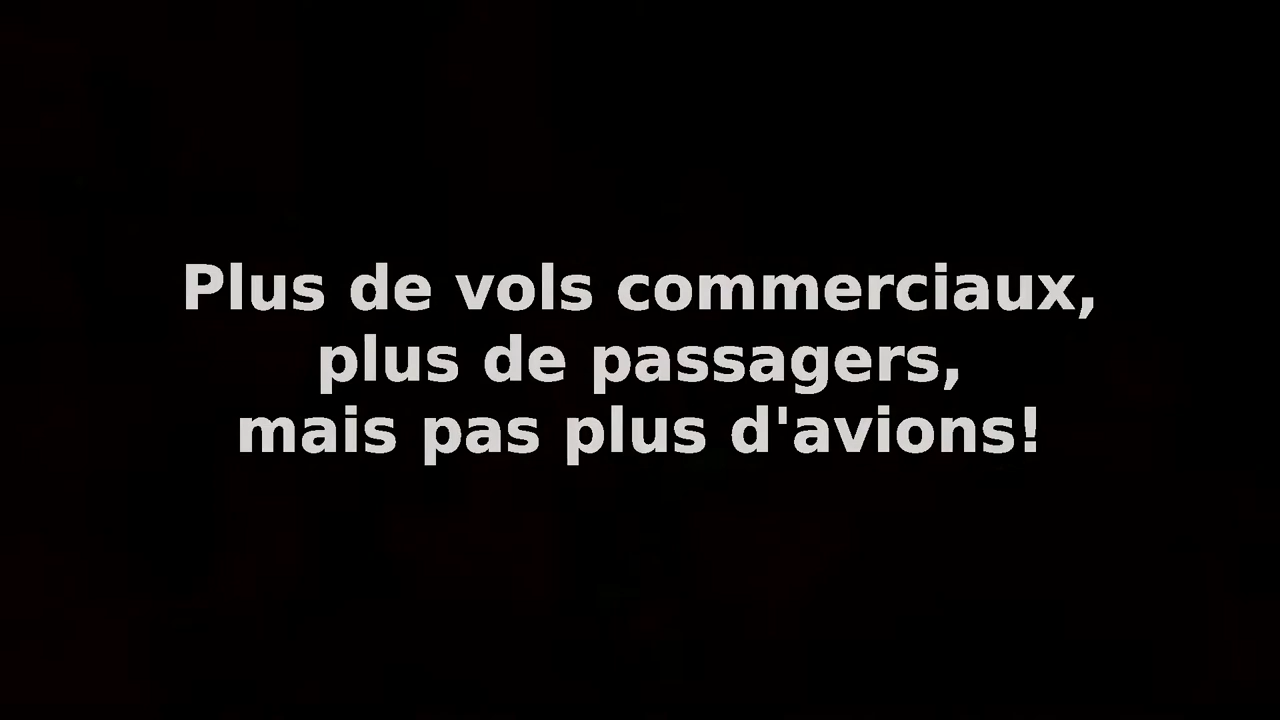 Plus de vols commerciaux,
plus de passagers,
mais pas plus d'avions!